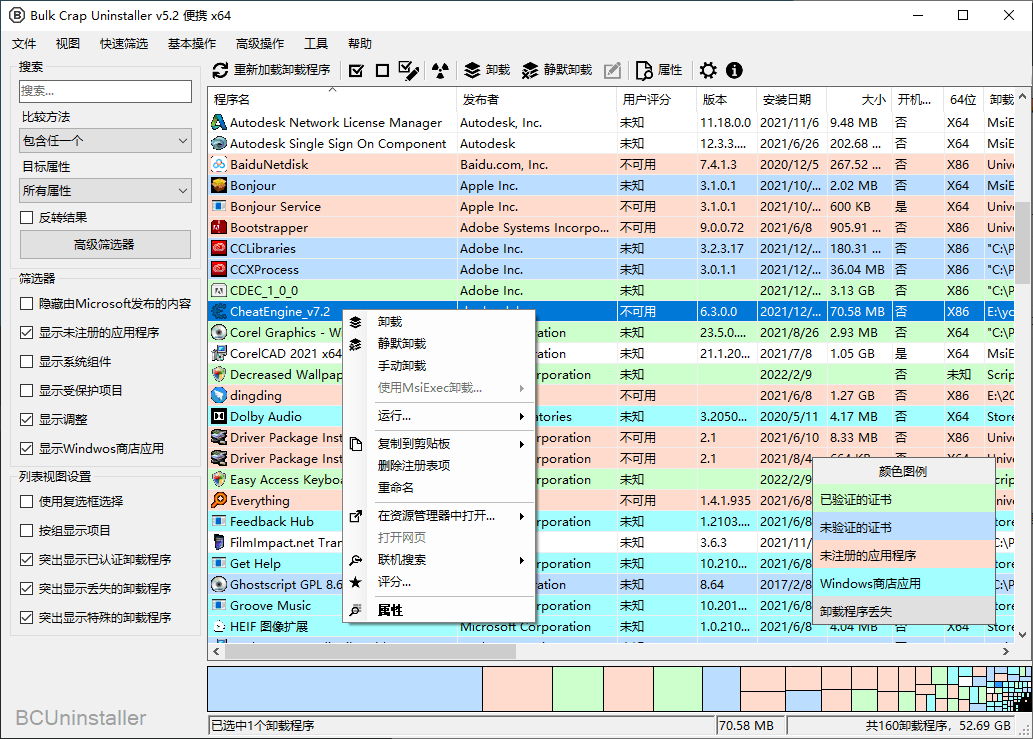 Bulk Crap Uninstaller v5.2 便携 x64
文件 视图 快速筛选 基本操作 高级操作 工具 帮助
搜索
搜索...
比较方法
包含任一个
目标属性
所有属性
反转结果
高级筛选器
筛选器
隐藏由Microsoft发布的内容
显示未注册的应用程序
显示系统组件
显示受保护项目
显示调整
显示Windwos商店应用
列表视图设置
使用复选框选择
按组显示项目
突出显示已认证卸载程序
突出显示丢失的卸载程序
突出显示特殊的卸载程序
BCUninstaller
重新加载卸载程序 卸载 静默卸载 属性
程序名 发布者 用户评分 版本 安装日期 大小 开机... 64位 卸载
Autodesk Network License Manager Autodesk, Inc. 未知 11.18.0.0 2021/11/6 9.48 MB 否 X64 MsiE
Autodesk Single Sign On Component Autodesk 未知 12.3.3.... 2021/6/26 202.68 ... 否 X64 MsiE
BaiduNetdisk Baidu.com, Inc. 不可用 7.4.1.3 2020/12/5 267.52 ... 否 X86 Unive
Bonjour Apple Inc. 未知 3.1.0.1 2021/10/... 2.02 MB 否 X64 MsiE
Bonjour Service Apple Inc. 不可用 3.1.0.1 2021/10/... 600 KB 是 X64 Unive
Bootstrapper Adobe Systems Incorpo... 不可用 9.0.0.72 2021/6/8 905.91 ... 否 X86 Unive
CCLibraries Adobe Inc. 未知 3.2.3.17 2021/12/... 180.31 ... 否 X86 "C:\P
CCXProcess Adobe Inc. 未知 3.0.1.1 2021/12/... 36.04 MB 否 X86 "C:\P
CDEC_1_0_0 Adobe Inc. 未知 2021/12/... 3.13 GB 否 X86 "C:\P
CheatEngine_v7.2 不可用 6.3.0.0 2021/12/... 70.58 MB 否 X86 E:\yc
Corel Graphics - W ration 未知 23.5.0.... 2021/8/26 2.93 MB 否 X64 "C:\P
CorelCAD 2021 x64 ration 未知 21.1.20... 2021/7/8 1.05 GB 是 X64 MsiE
Decreased Wallpap rporation 未知 2022/2/9 否 未知 Scrip
dingding 不可用 2021/6/8 1.27 GB 否 X86 E:\20
Dolby Audio atories 未知 3.2050... 2020/5/11 4.17 MB 否 X64 Store
Driver Package Inst rporation 不可用 2.1 2021/6/10 8.33 MB 否 X86 Unive
Driver Package Inst rporation 不可用 2.1 2021/8/4
Easy Access Keyboa rporation 未知 2022/2/9
Everything 不可用 1.4.1.935 2021/6/8
Feedback Hub rporation 未知 1.2103.... 2021/6/8
FilmImpact.net Tran 未知 3.6.3 2021/11/
Get Help rporation 未知 10.210... 2021/6/8
Ghostscript GPL 8.6 ration 未知 8.64 2017/2/8
Groove Music rporation 未知 10.201... 2021/6/8
HEIF 图像扩展 Microsoft Corporation 未知 1.0.210... 2021/6/8 4.04 MB 否 X64 Store
卸载
静默卸载
手动卸载
使用MsiExec卸载...
运行...
复制到剪贴板
删除注册表项
重命名
在资源管理器中打开...
打开网页
联机搜索
评分...
属性
颜色图例
已验证的证书
未验证的证书
未注册的应用程序
Windows商店应用
卸载程序丢失
已选中1个卸载程序 70.58 MB 共160卸载程序，52.69 GB